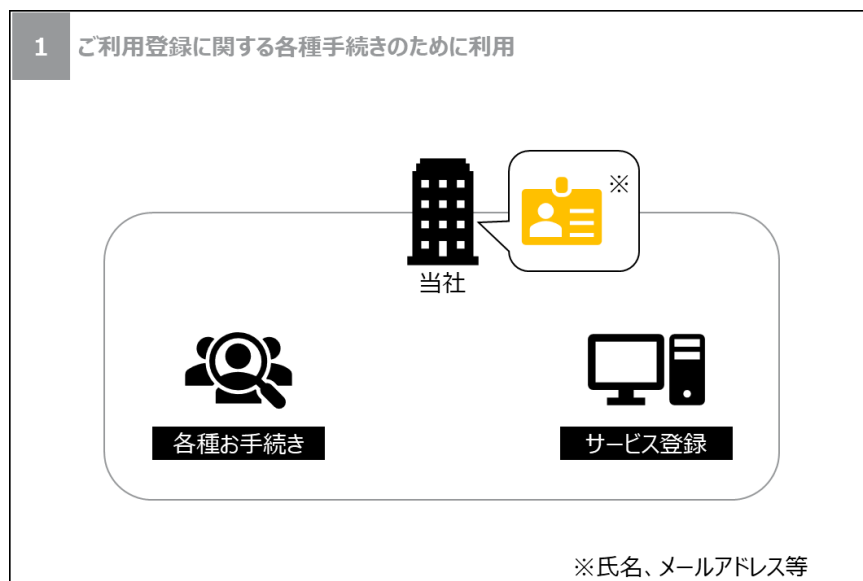 1 ご利用登録に関する各種手続きのために利用
※
当社
各種お手続き
サービス登録
※氏名、メールアドレス等